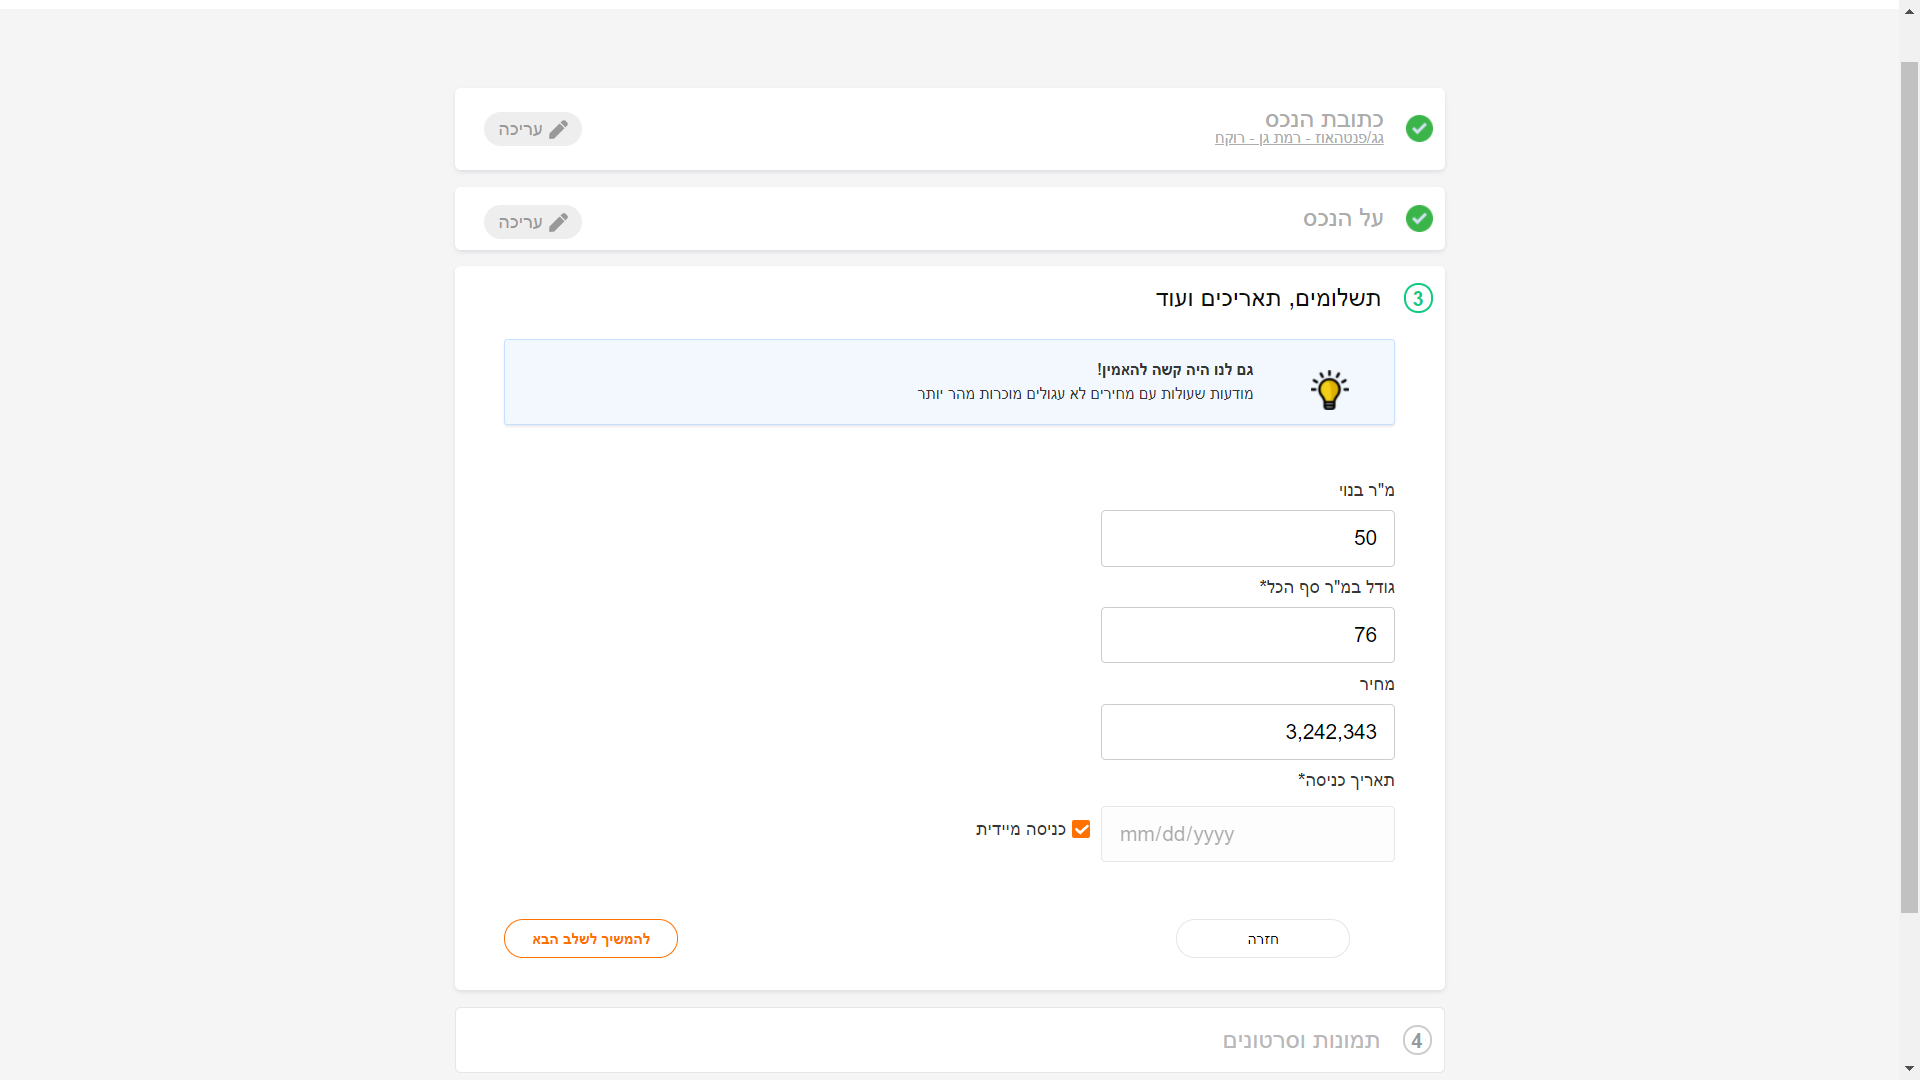 כתובת הנכס
גג/פנטהאוז - רמת גן - רוקח
עריכה
על הנכס
עריכה
3
תשלומים, תאריכים ועוד
גם לנו היה קשה להאמין!
מודעות שעולות עם מחירים לא עגולים מוכרות מהר יותר
מ"ר בנוי
50
גודל במ"ר סף הכל*
76
מחיר
3,242,343
תאריך כניסה*
mm/dd/yyyy
כניסה מיידית
חזרה
להמשיך לשלב הבא
4
תמונות וסרטונים